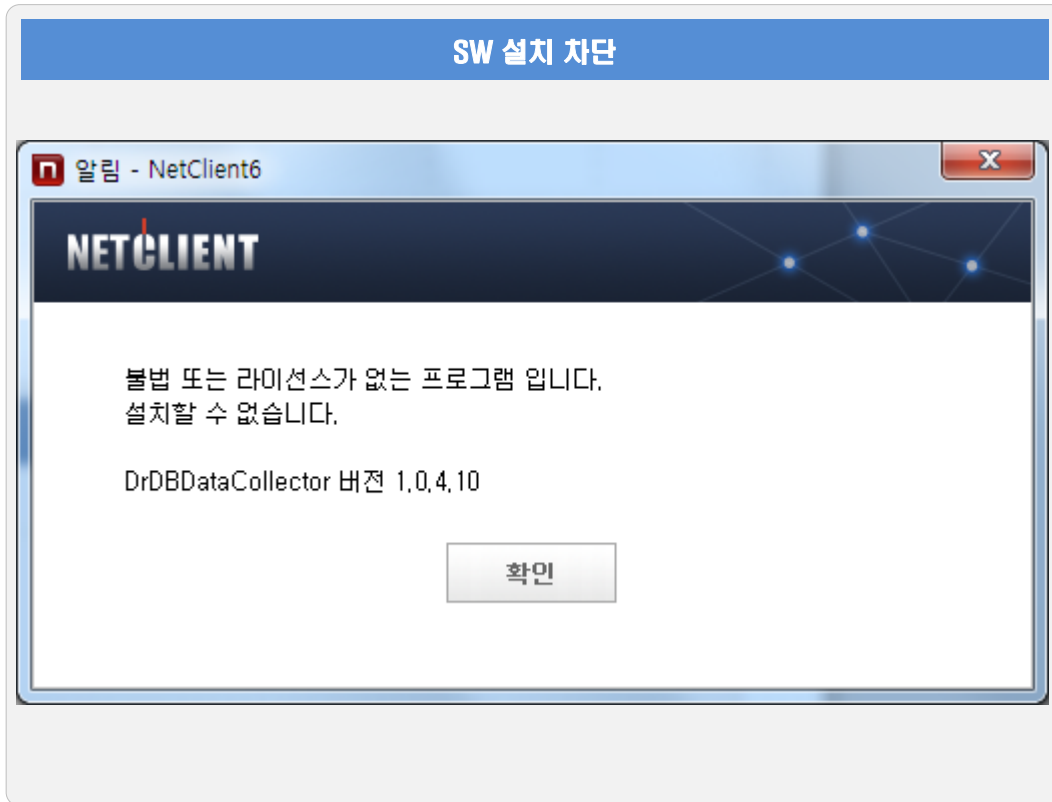 SW 설치 차단
알림 - NetClient6
NETCLIENT
불법 또는 라이선스가 없는 프로그램 입니다.
설치할 수 없습니다.
DrDBDataCollector 버전 1.0.4.10
확인